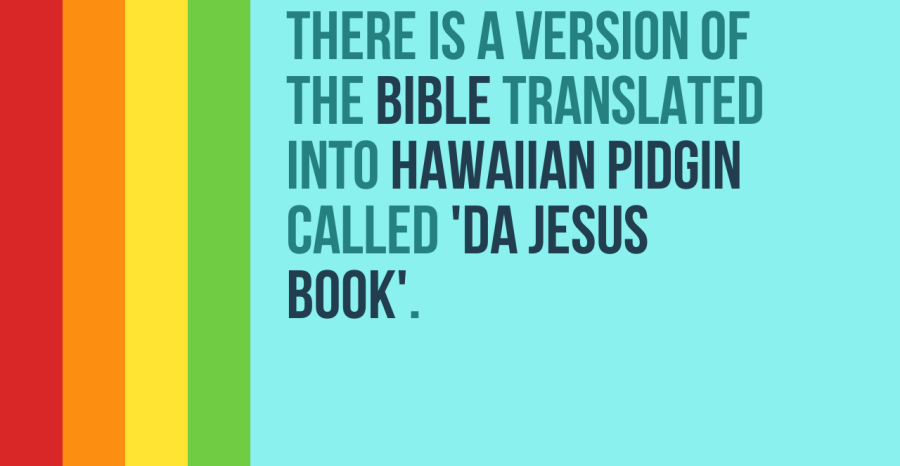 THERE IS A VERSION OF
THE BIBLE TRANSLATED
INTO HAWAIIAN PIDGIN
CALLED 'DA JESUS
BOOK'.